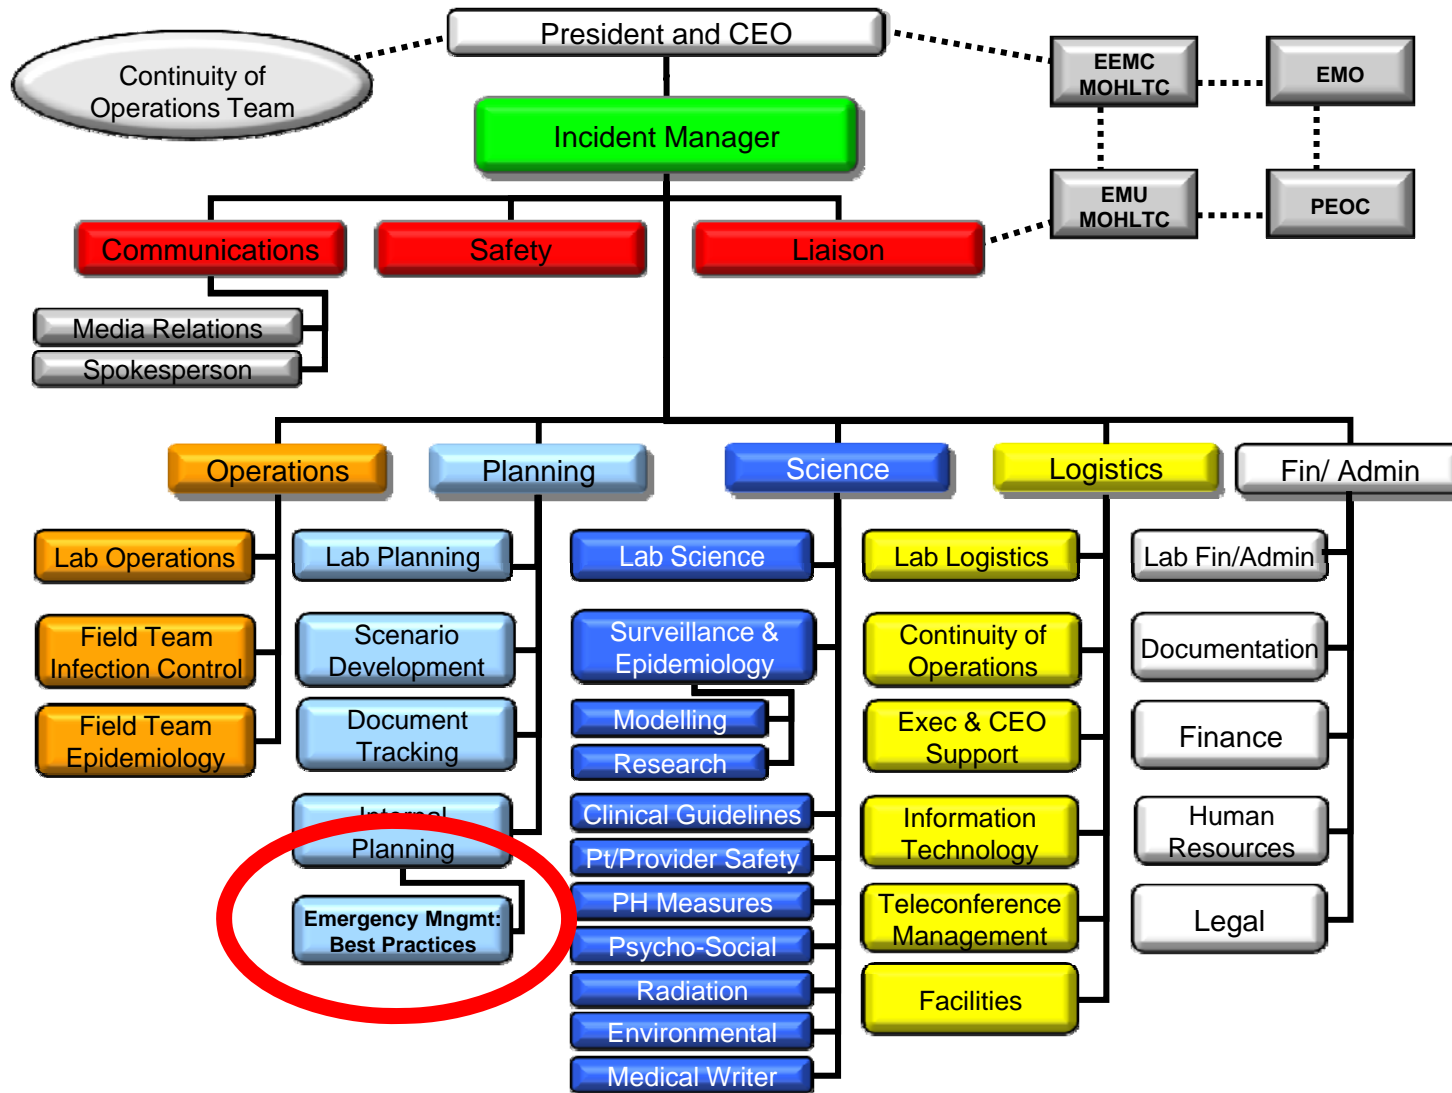 President and CEO
Continuity of
Operations Team
EEMC
MOHLTC
EMO
Incident Manager
EMU
MOHLTC
PEOC
Communications
Safety
Liaison
Media Relations
Spokesperson
Operations
Planning
Science
Logistics
Fin/ Admin
Lab Operations
Field Team
Infection Control
Field Team
Epidemiology
Lab Planning
Scenario
Development
Document
Tracking
Internal
Planning
Emergency Mngmt:
Best Practices
Lab Science
Surveillance &
Epidemiology
Modelling
Research
Clinical Guidelines
Pt/Provider Safety
PH Measures
Psycho-Social
Radiation
Environmental
Medical Writer
Lab Logistics
Continuity of
Operations
Exec & CEO
Support
Information
Technology
Teleconference
Management
Facilities
Lab Fin/Admin
Documentation
Finance
Human
Resources
Legal